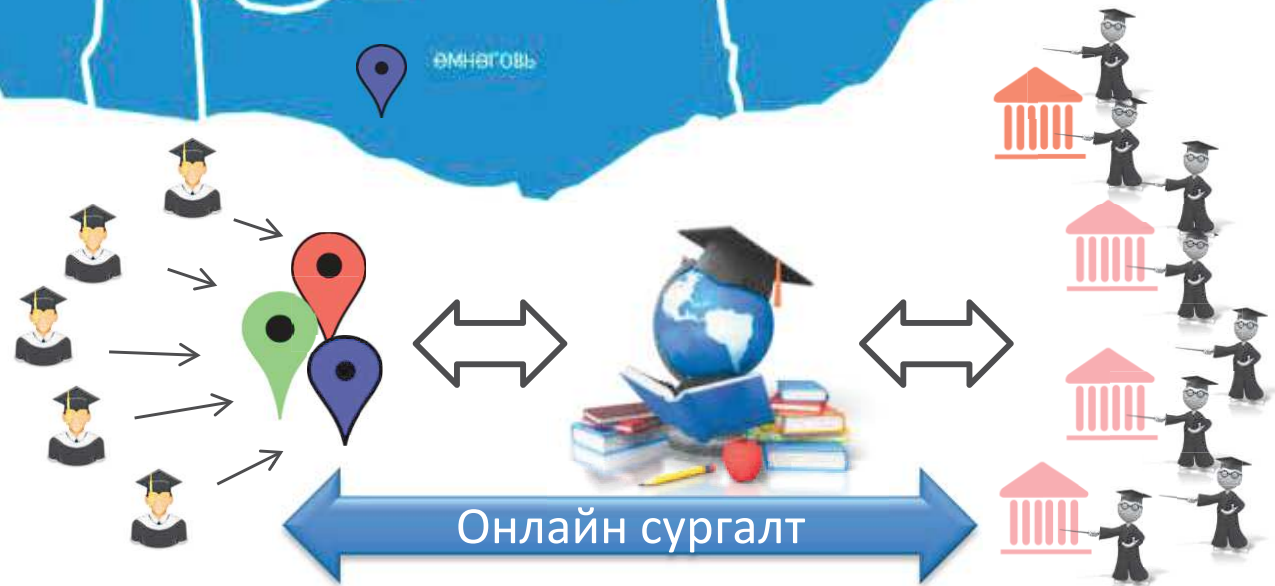 өмнөговь
Онлайн сургалт